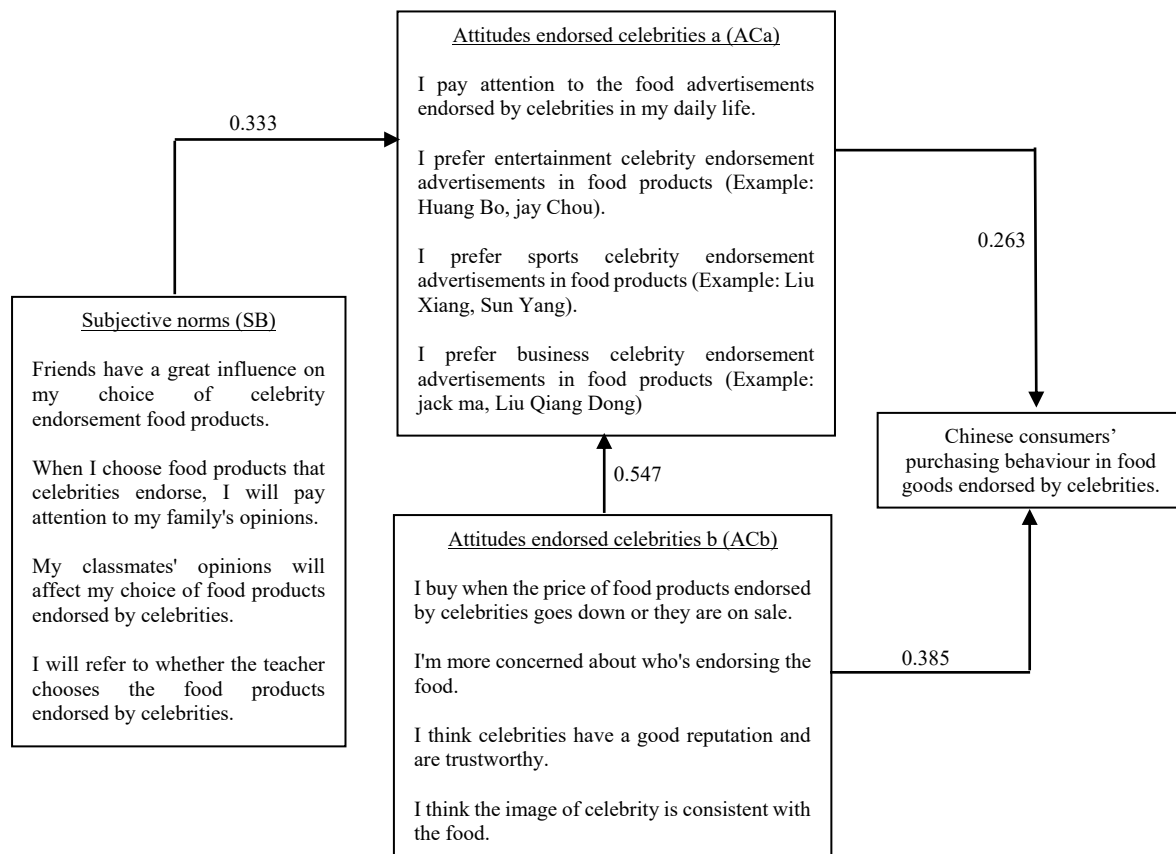 Attitudes endorsed celebrities a (ACa)
I pay attention to the food advertisements
endorsed by celebrities in my daily life.
I prefer entertainment celebrity endorsement
advertisements in food products (Example:
Huang Bo, jay Chou).
I prefer sports celebrity endorsement
advertisements in food products (Example: Liu
Xiang, Sun Yang).
I prefer business celebrity endorsement
advertisements in food products (Example:
jack ma, Liu Qiang Dong)
0.333
0.263
Subjective norms (SB)
Friends have a great influence on
my choice of celebrity
endorsement food products.
When I choose food products that
celebrities endorse, I will pay
attention to my family's opinions.
My classmates' opinions will
affect my choice of food products
endorsed by celebrities.
I will refer to whether the teacher
chooses the food products
endorsed by celebrities.
Chinese consumers’
purchasing behaviour in food
goods endorsed by celebrities.
0.547
Attitudes endorsed celebrities b (ACb)
I buy when the price of food products endorsed
by celebrities goes down or they are on sale.
I'm more concerned about who's endorsing the
food.
I think celebrities have a good reputation and
are trustworthy.
I think the image of celebrity is consistent with
the food.
0.385